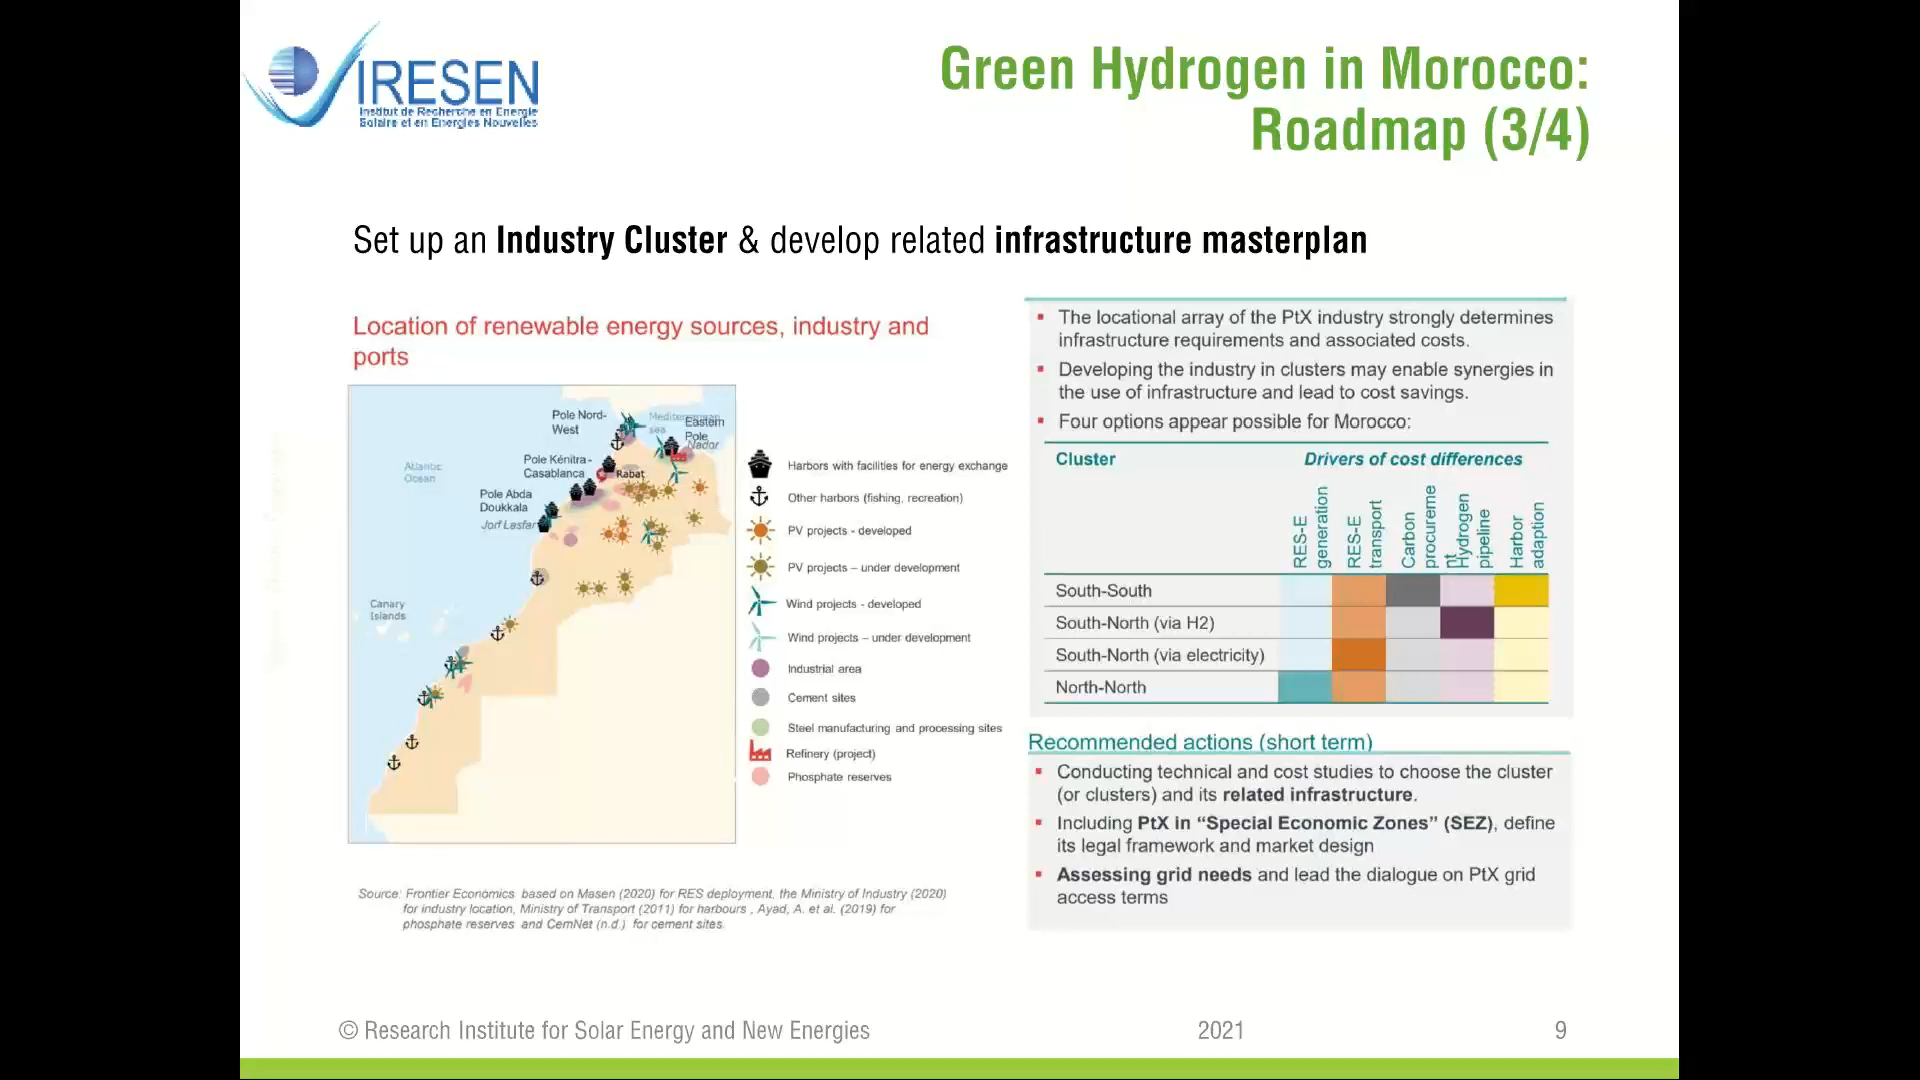 IRESEN
Institut de Recherche en Energie
Solaire et en Energies Nouvelles
Green Hydrogen in Morocco:
Roadmap (3/4)
Set up an Industry Cluster & develop related infrastructure masterplan
Location of renewable energy sources, industry and
ports
Pole Nord-
West
Mediterranean
sea
Eastern
Pole
Nador
Pole Kénitra -
Casablanca
Rabat
Atlantic
Ocean
Pole Abda
Doukkala
Jorf Lasfar
Canary
Islands
Harbors with facilities for energy exchange
Other harbors (fishing, recreation)
PV projects - developed
PV projects – under development
Wind projects - developed
Wind projects – under development
Industrial area
Cement sites
Steel manufacturing and processing sites
Refinery (project)
Phosphate reserves
Source: Frontier Economics based on Masen (2020) for RES deployment, the Ministry of Industry (2020)
for industry location, Ministry of Transport (2011) for harbours , Ayad, A. et al. (2019) for
phosphate reserves and CemNet (n.d.) for cement sites.
▪ The locational array of the PtX industry strongly determines
infrastructure requirements and associated costs.
▪ Developing the industry in clusters may enable synergies in
the use of infrastructure and lead to cost savings.
▪ Four options appear possible for Morocco:
Cluster Drivers of cost differences
RES-E
generation
RES-E
transport
Carbon
procureme
nt
Hydrogen
pipeline
Harbor
adaption
South-South
South-North (via H2)
South-North (via electricity)
North-North
Recommended actions (short term)
▪ Conducting technical and cost studies to choose the cluster
(or clusters) and its related infrastructure.
▪ Including PtX in “Special Economic Zones” (SEZ), define
its legal framework and market design
▪ Assessing grid needs and lead the dialogue on PtX grid
access terms
© Research Institute for Solar Energy and New Energies
2021
9